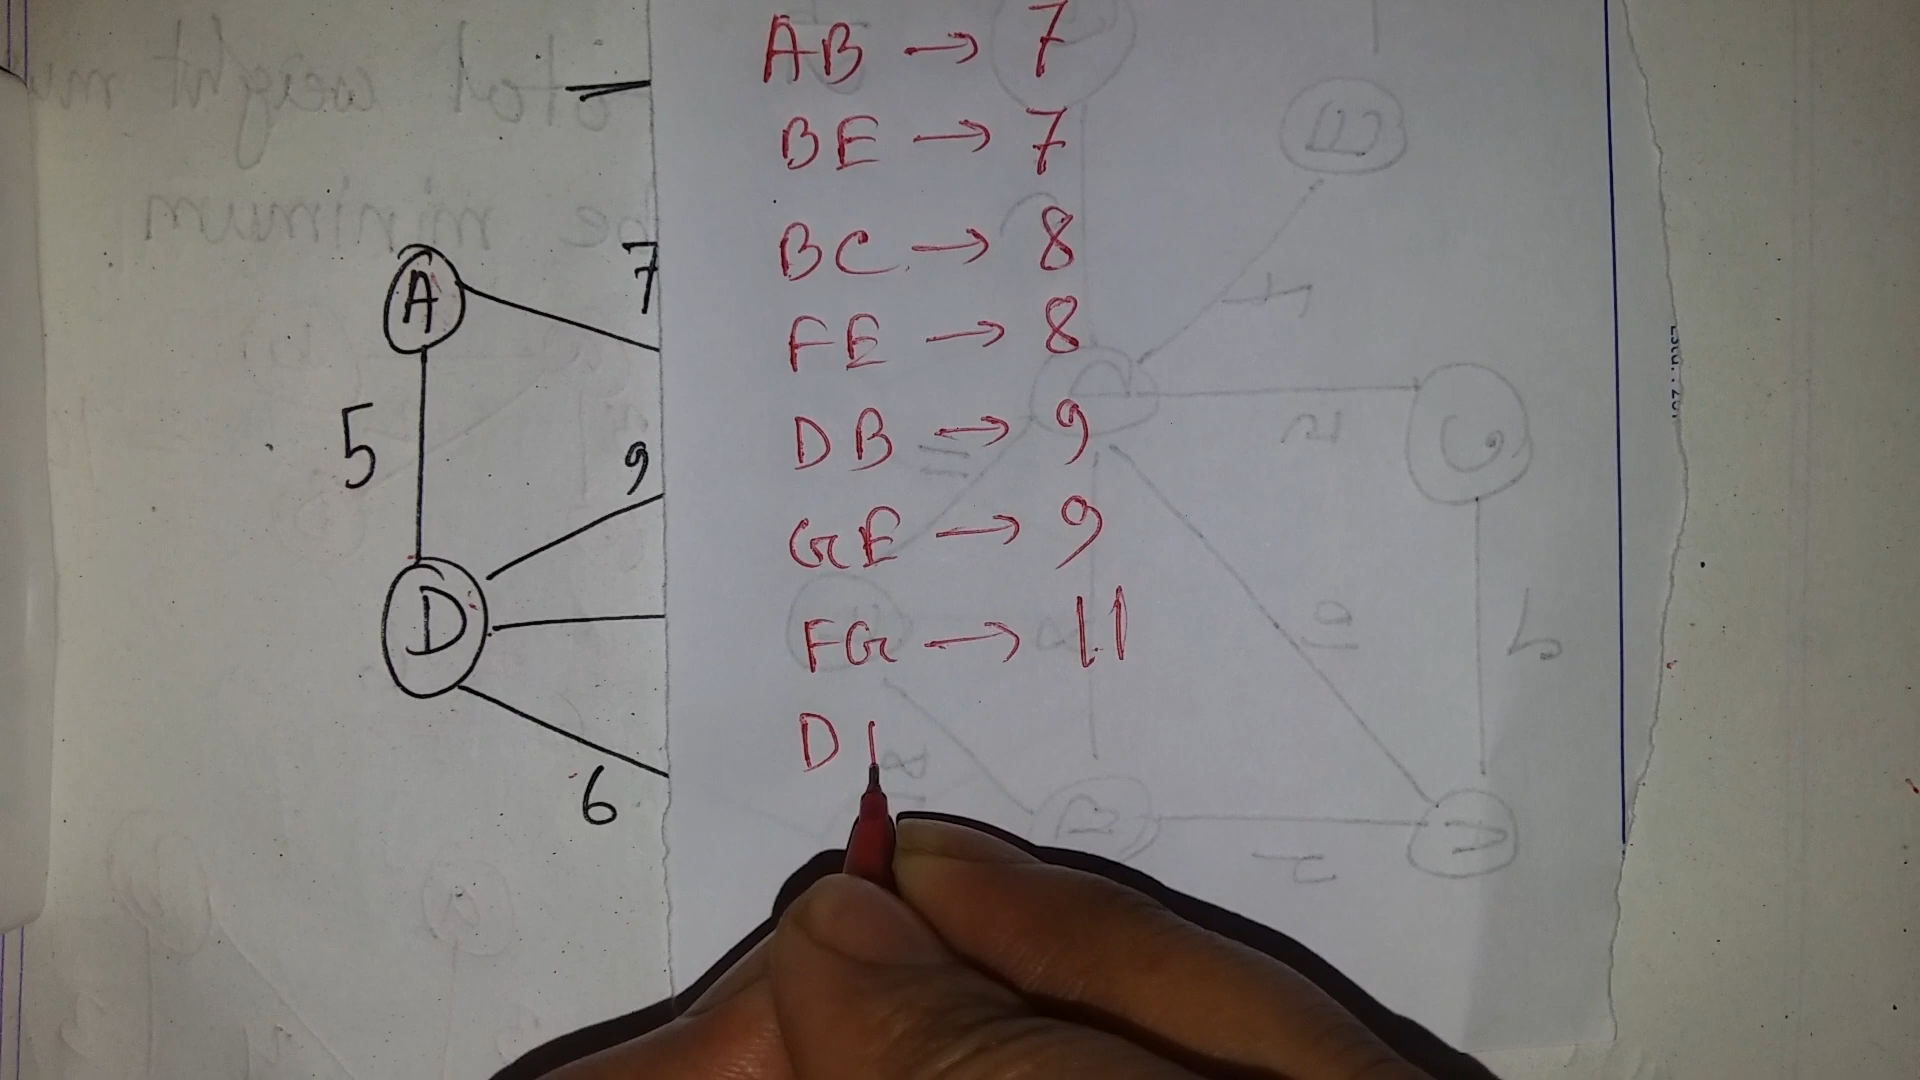 AB → 7
BE → 7
BC → 8
FE → 8
DB → 9
GE → 9
FG → 11
D
A
7
5
9
D
6